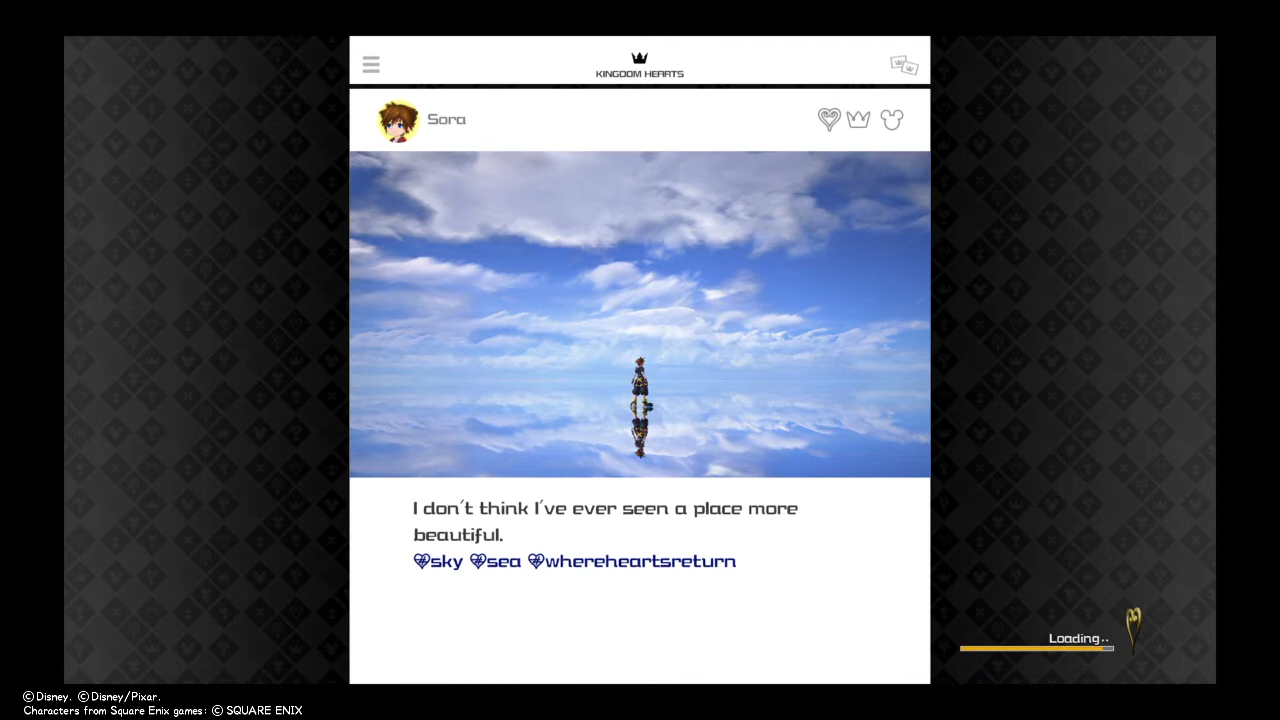 KINGDOM HEARTS
Sora
I don't think I've ever seen a place more
beautiful.
sky sea whereheartsreturn
Loading..
©Disney. ©Disney/Pixar.
Characters from Square Enix games: © SQUARE ENIX